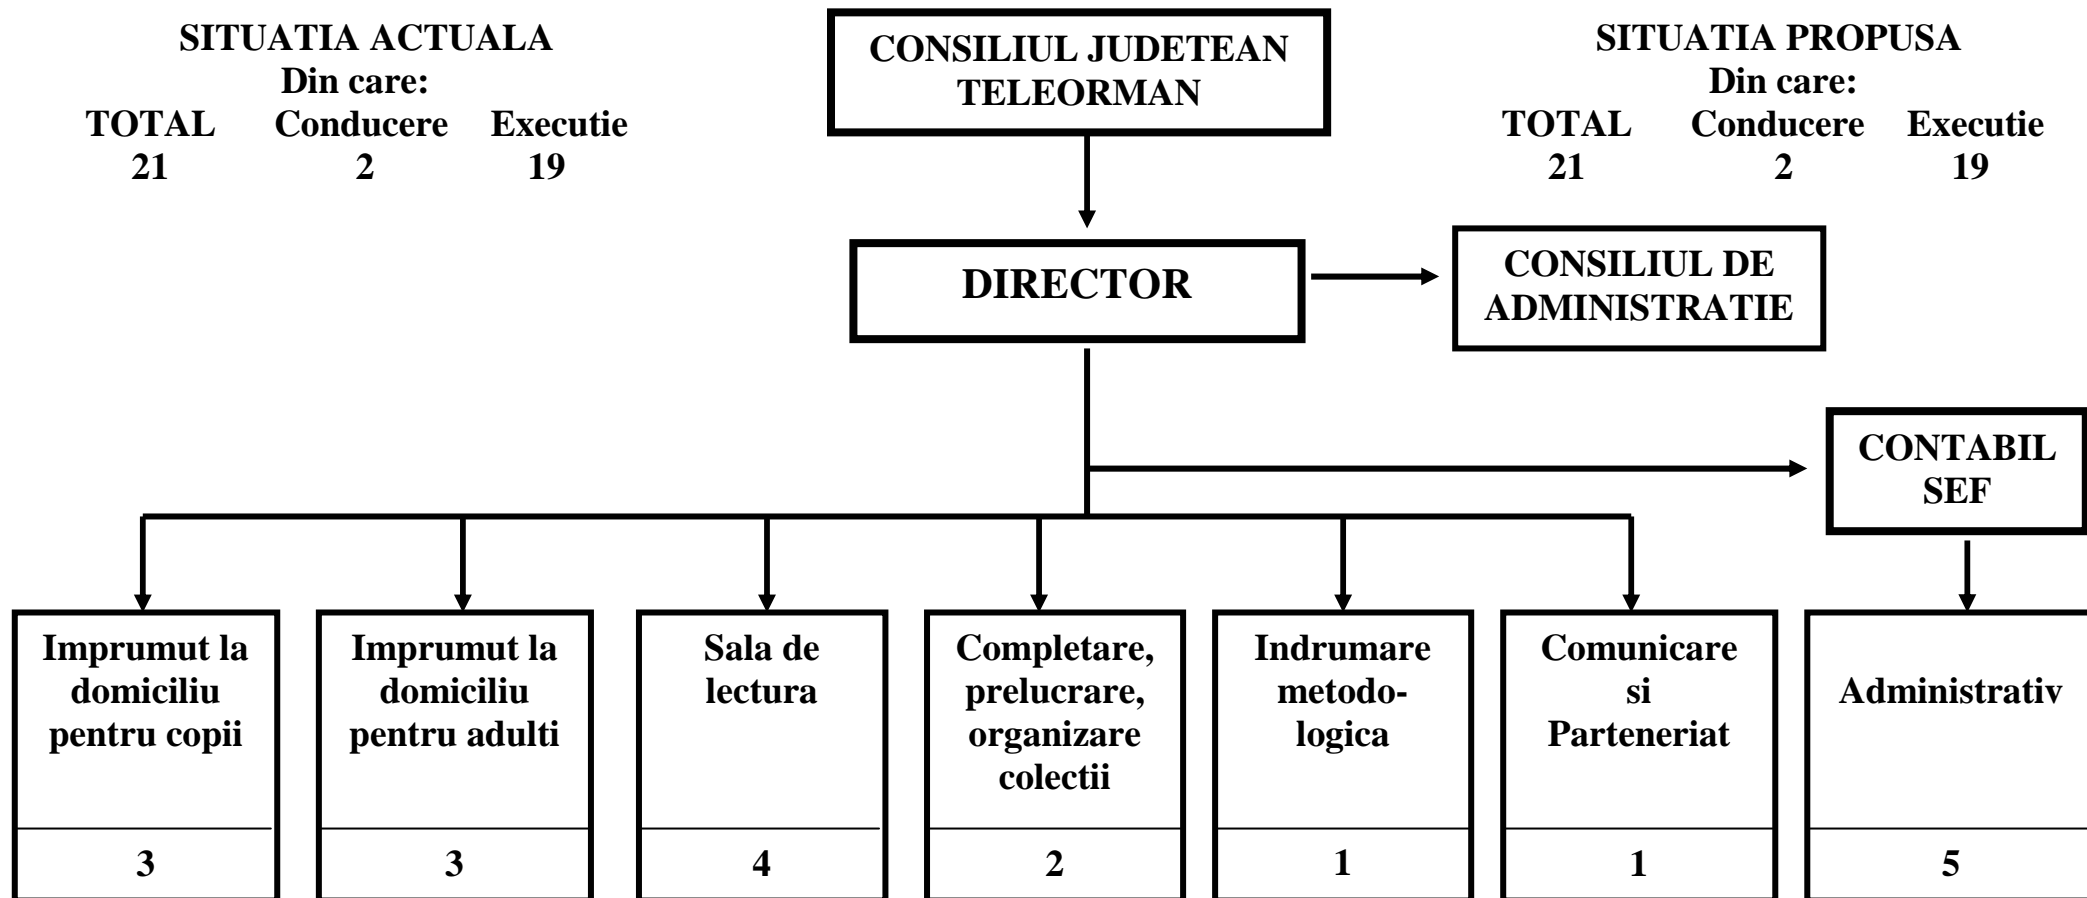 SITUATIA ACTUALA
Din care:
TOTAL Conducere Executie
21 2 19
CONSILIUL JUDETEAN
TELEORMAN
SITUATIA PROPUSA
Din care:
TOTAL Conducere Executie
21 2 19
DIRECTOR
CONSILIUL DE
ADMINISTRATIE
CONTABIL
SEF
Imprumut la
domiciliu
pentru copii
3
Imprumut la
domiciliu
pentru adulti
3
Sala de
lectura
4
Completare,
prelucrare,
organizare
colectii
2
Indrumare
metodo-
logica
1
Comunicare
si
Parteneriat
1
Administrativ
5